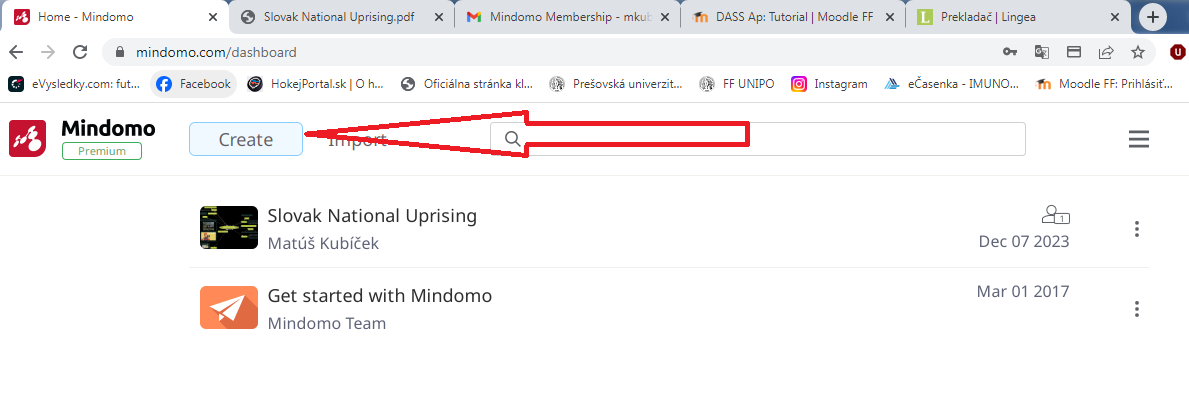 Home - Mindomo
Slovak National Uprising.pdf
Mindomo Membership - mkub
DASS Ap: Tutorial | Moodle FF
Prekladač | Lingea
mindomo.com/dashboard
eVysledky.com: fut...
Facebook
HokejPortal.sk | O h...
Oficiálna stránka kl...
Prešovská univerzit...
FF UNIPO
Instagram
eČasenka - IMUNO...
Moodle FF: Prihlásiť...
Mindomo
Premium
Create
Import
Slovak National Uprising
1
Matúš Kubíček
Dec 07 2023
Get started with Mindomo
Mar 01 2017
Mindomo Team